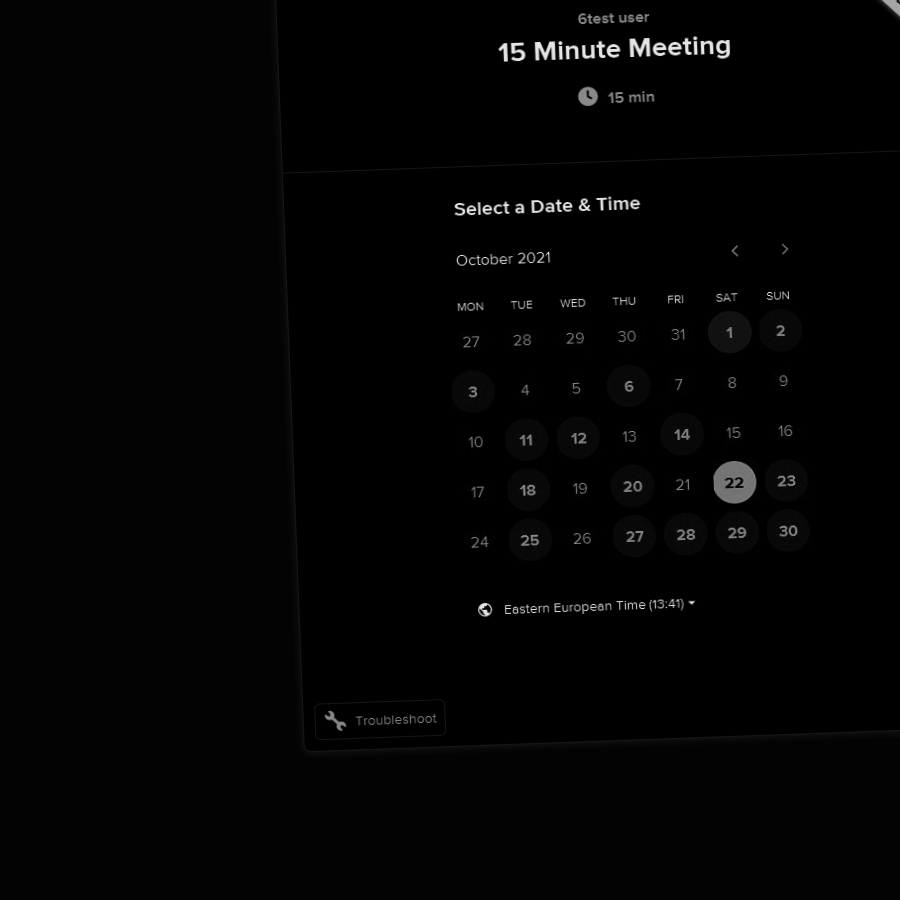 6test user
15 Minute Meeting
15 min
Select a Date & Time
October 2021
MON TUE WED THU FRI SAT SUN
27 28 29 30 31 1 2
3 4 5 6 7 8 9
10 11 12 13 14 15 16
17 18 19 20 21 22 23
24 25 26 27 28 29 30
Eastern European Time (13:41)
Troubleshoot